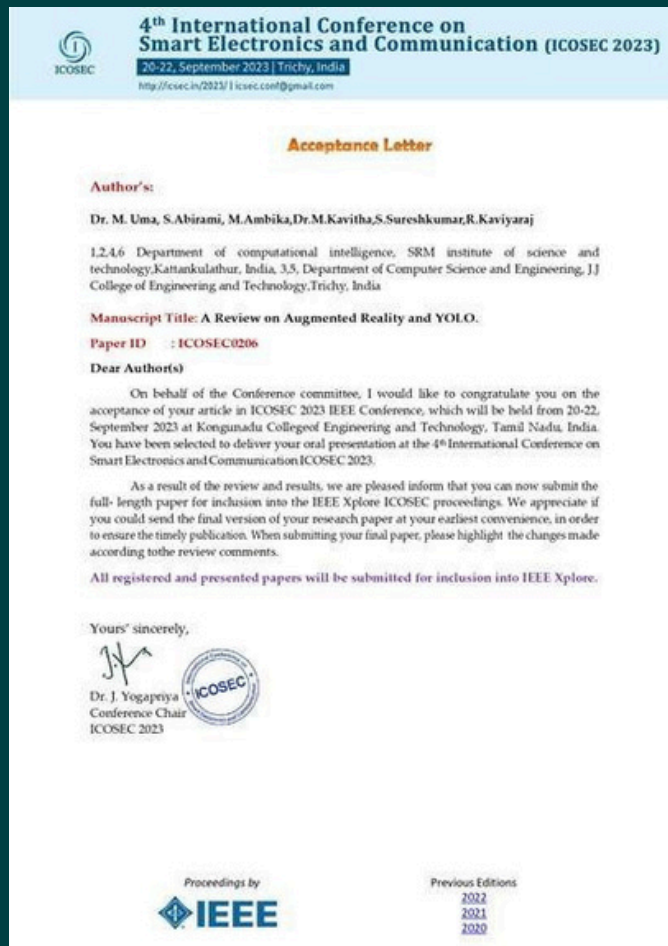 4th International Conference on
Smart Electronics and Communication (ICOSEC 2023)
20-22, September 2023 | Trichy, India
http://icsec.in/2023/ | icsec.conf@gmail.com
ICOSEC
Acceptance Letter
Author's:
Dr. M. Uma, S.Abirami, M.Ambika,Dr.M.Kavitha,S.Sureshkumar,R.Kaviyaraj
1,2,4,6 Department of computational intelligence, SRM institute of science and
technology,Kattankulathur, India, 3,5, Department of Computer Science and Engineering, J.J
College of Engineering and Technology,Trichy, India
Manuscript Title: A Review on Augmented Reality and YOLO.
Paper ID : ICOSEC0206
Dear Author(s)
On behalf of the Conference committee, I would like to congratulate you on the
acceptance of your article in ICOSEC 2023 IEEE Conference, which will be held from 20-22,
September 2023 at Kongunadu Collegeof Engineering and Technology, Tamil Nadu, India.
You have been selected to deliver your oral presentation at the 4th International Conference on
Smart Electronics and Communication ICOSEC 2023.
As a result of the review and results, we are pleased inform that you can now submit the
full- length paper for inclusion into the IEEE Xplore ICOSEC proceedings. We appreciate if
you could send the final version of your research paper at your earliest convenience, in order
to ensure the timely publication. When submitting your final paper, please highlight the changes made
according tothe review comments.
All registered and presented papers will be submitted for inclusion into IEEE Xplore.
Yours' sincerely,
ICOSEC
Dr. J. Yogapriya
Conference Chair
ICOSEC 2023
Proceedings by
IEEE
Previous Editions
2022
2021
2020